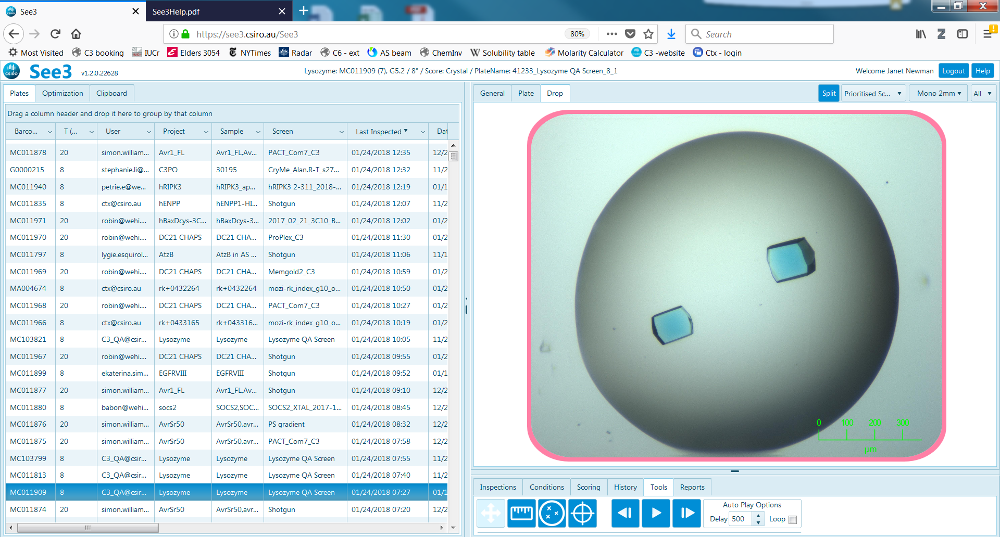 See3
See3Help.pdf
https://see3.csiro.au/See3
80%
Search
Most Visited
C3 booking
IUCr
Elders 3054
NYTimes
Radar
C6 - ext
AS beam
ChemInv
Solubility table
Molarity Calculator
C3 -website
Ctx - login
CSIRO
See3 v1.2.0.22628
Lysozyme: MC011909 (7), G5.2 / 8° / Score: Crystal / PlateName: 41233_Lysozyme QA Screen_8_1
Welcome Janet Newman Logout Help
Plates Optimization Clipboard
Drag a column header and drop it here to group by that column
Barco... T (... User Project Sample Screen Last Inspected Dat
MC011878 20 simon.william... Avr1_FL Avr1_FL,Av... PACT_Com7_C3 01/24/2018 12:35 12/2
G0000215 8 stephanie.li@... C3PO 30195 CryMe_Alan.R-T_s27... 01/24/2018 12:32 11/2
MC011940 8 petrie.e@we... hRIPK3 hRIPK3_ap... hRIPK3 2-311_2018-... 01/24/2018 12:19 01/1
MC011835 8 ctx@csiro.au hENPP hENPP1-HI... Shotgun 01/24/2018 12:07 11/2
MC011971 20 robin@wehi.... hBaxDcys-3C... hBaxDcys-3... 2017_02_21_3C10_B... 01/24/2018 12:02 01/2
MC011970 20 robin@wehi.... DC21 CHAPS DC21 CHA... ProPlex_C3 01/24/2018 11:30 01/2
MC011797 8 lygie.esquirol... AtzB AtzB in AS ... Shotgun 01/24/2018 11:06 11/1
MC011969 20 robin@wehi.... DC21 CHAPS DC21 CHA... Memgold2_C3 01/24/2018 10:59 01/2
MA004674 8 ctx@csiro.au rk+0432264 rk+0432264 mozi-rk_index_g10_o... 01/24/2018 10:50 01/2
MC011968 20 robin@wehi.... DC21 CHAPS DC21 CHA... PACT_Com7_C3 01/24/2018 10:27 01/2
MC011966 8 ctx@csiro.au rk+0433165 rk+043316... mozi-rk_index_g10_o... 01/24/2018 10:19 01/2
MC103821 8 C3_QA@csir... Lysozyme Lysozyme Lysozyme QA Screen 01/24/2018 10:05 11/2
MC011967 20 robin@wehi.... DC21 CHAPS DC21 CHA... Shotgun 01/24/2018 09:55 01/2
MC011899 8 ekaterina.sim... EGFRVIII EGFRVIII Shotgun 01/24/2018 09:52 01/1
MC011877 20 simon.william... Avr1_FL Avr1_FL,Av... Shotgun 01/24/2018 09:10 12/2
MC011880 8 babon@wehi.... socs2 SOCS2,SOC... SOCS2_XTAL_2017-1... 01/24/2018 08:45 12/2
MC011876 20 simon.william... AvrSr50 AvrSr50,avr... PS gradient 01/24/2018 08:32 12/2
MC011875 20 simon.william... AvrSr50 AvrSr50,avr... PACT_Com7_C3 01/24/2018 07:58 12/2
MC103799 8 C3_QA@csir... Lysozyme Lysozyme Lysozyme QA Screen 01/24/2018 07:55 11/2
MC011813 8 C3_QA@csir... Lysozyme Lysozyme Lysozyme QA Screen 01/24/2018 07:40 11/2
MC011909 8 C3_QA@csir... Lysozyme Lysozyme Lysozyme QA Screen 01/24/2018 07:27 01/1
MC011874 20 simon.william... AvrSr50 AvrSr50,avr... Shotgun 01/24/2018 07:20 12/2
General Plate Drop
Split Prioritised Sc... Mono 2mm All
0 100 200 300
µm
Inspections Conditions Scoring History Tools Reports
Auto Play Options
Delay 500 Loop